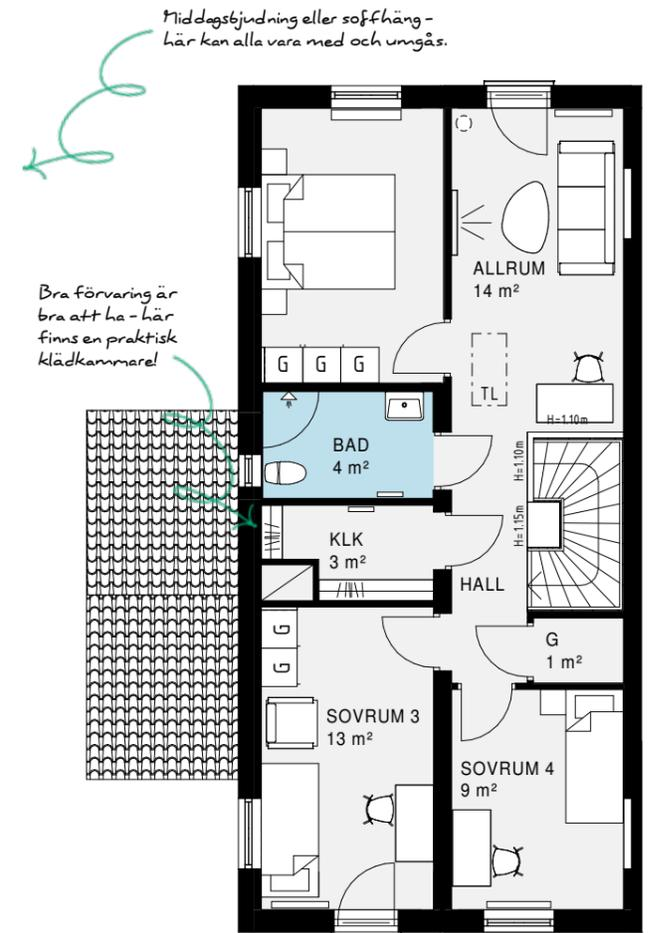 Middagsbjudning eller soffhäng –
här kan alla vara med och umgås.
ALLRUM
14 m²
Bra förvaring är
bra att ha – här
finns en praktisk
klädkammare!
G G G
TL
H=1.10m
BAD
4 m²
H=1.10m
H=1.15m
KLK
3 m²
HALL
G
G
G
1 m²
SOVRUM 3
13 m²
SOVRUM 4
9 m²